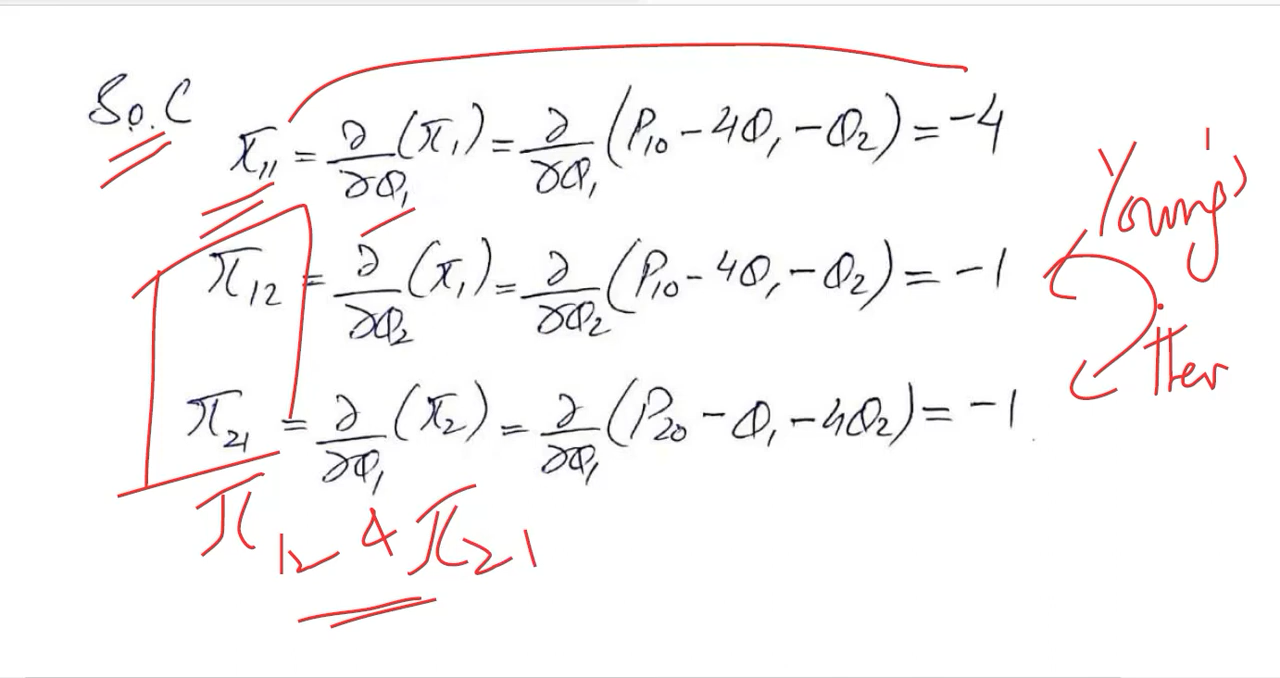 S.O.C
π₁₁ = ∂/∂Q₁ (π₁) = ∂/∂Q₁ (P₁₀ - 4Q₁ - Q₂) = -4
π₁₂ = ∂/∂Q₂ (π₁) = ∂/∂Q₂ (P₁₀ - 4Q₁ - Q₂) = -1
π₂₁ = ∂/∂Q₁ (π₂) = ∂/∂Q₁ (P₂₀ - Q₁ - 4Q₂) = -1
π₁₂ & π₂₁
Young's
Ther